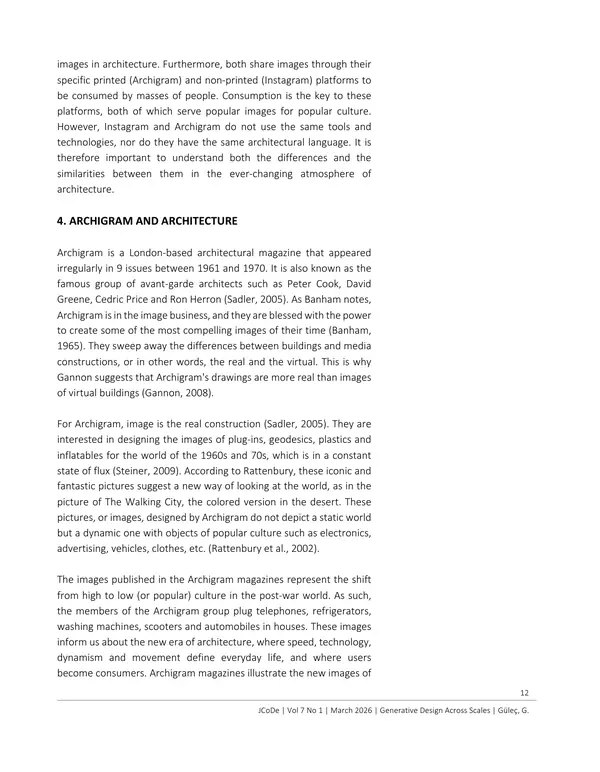 images in architecture. Furthermore, both share images through their
specific printed (Archigram) and non-printed (Instagram) platforms to
be consumed by masses of people. Consumption is the key to these
platforms, both of which serve popular images for popular culture.
However, Instagram and Archigram do not use the same tools and
technologies, nor do they have the same architectural language. It is
therefore important to understand both the differences and the
similarities between them in the ever-changing atmosphere of
architecture.
4. ARCHIGRAM AND ARCHITECTURE
Archigram is a London-based architectural magazine that appeared
irregularly in 9 issues between 1961 and 1970. It is also known as the
famous group of avant-garde architects such as Peter Cook, David
Greene, Cedric Price and Ron Herron (Sadler, 2005). As Banham notes,
Archigram is in the image business, and they are blessed with the power
to create some of the most compelling images of their time (Banham,
1965). They sweep away the differences between buildings and media
constructions, or in other words, the real and the virtual. This is why
Gannon suggests that Archigram's drawings are more real than images
of virtual buildings (Gannon, 2008).
For Archigram, image is the real construction (Sadler, 2005). They are
interested in designing the images of plug-ins, geodesics, plastics and
inflatables for the world of the 1960s and 70s, which is in a constant
state of flux (Steiner, 2009). According to Rattenbury, these iconic and
fantastic pictures suggest a new way of looking at the world, as in the
picture of The Walking City, the colored version in the desert. These
pictures, or images, designed by Archigram do not depict a static world
but a dynamic one with objects of popular culture such as electronics,
advertising, vehicles, clothes, etc. (Rattenbury et al., 2002).
The images published in the Archigram magazines represent the shift
from high to low (or popular) culture in the post-war world. As such,
the members of the Archigram group plug telephones, refrigerators,
washing machines, scooters and automobiles in houses. These images
inform us about the new era of architecture, where speed, technology,
dynamism and movement define everyday life, and where users
become consumers. Archigram magazines illustrate the new images of
12
JCoDe | Vol 7 No 1 | March 2026 | Generative Design Across Scales | Güleç, G.